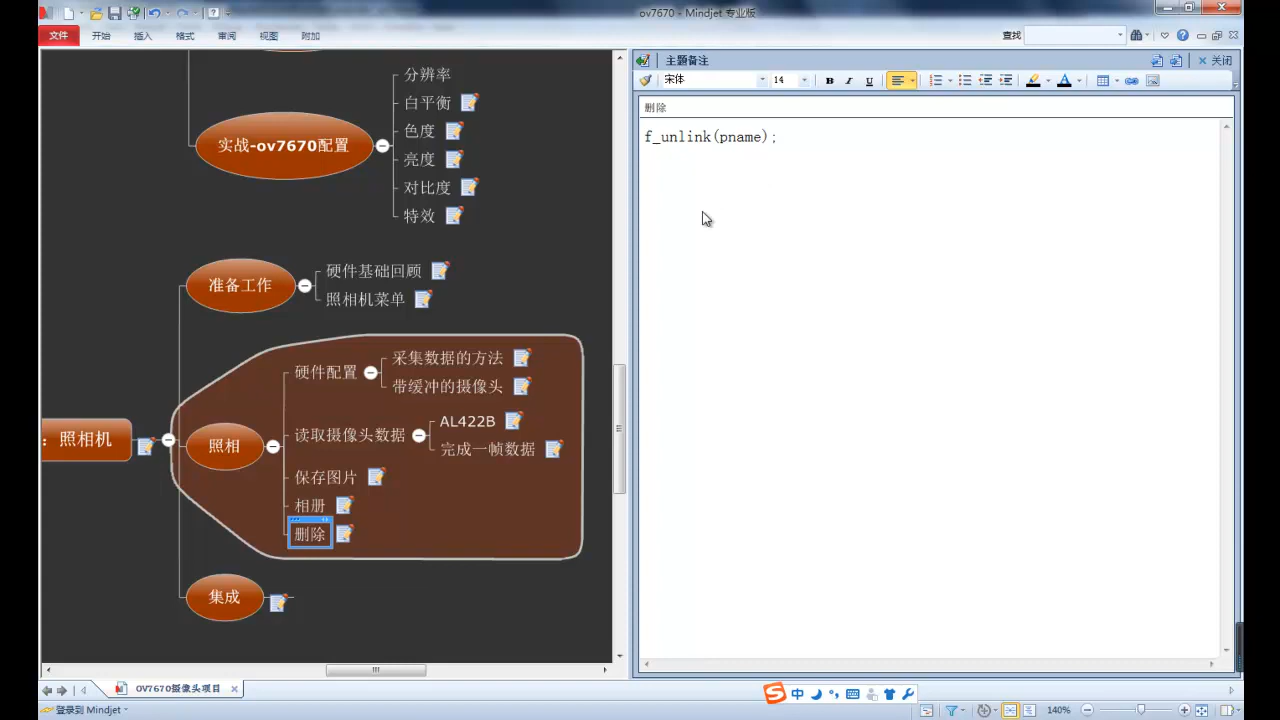 ov7670 - Mindjet 专业版
文件 开始 插入 格式 审阅 视图 附加 查找
主题备注 关闭
宋体 14 B I U
删除
f_unlink(pname);
分辨率
白平衡
实战-ov7670配置
色度
亮度
对比度
特效
准备工作
硬件基础回顾
照相机菜单
：照相机
照相
硬件配置
采集数据的方法
带缓冲的摄像头
读取摄像头数据
AL422B
完成一帧数据
保存图片
相册
删除
集成
OV7670摄像头项目
中
登录到 Mindjet
140%